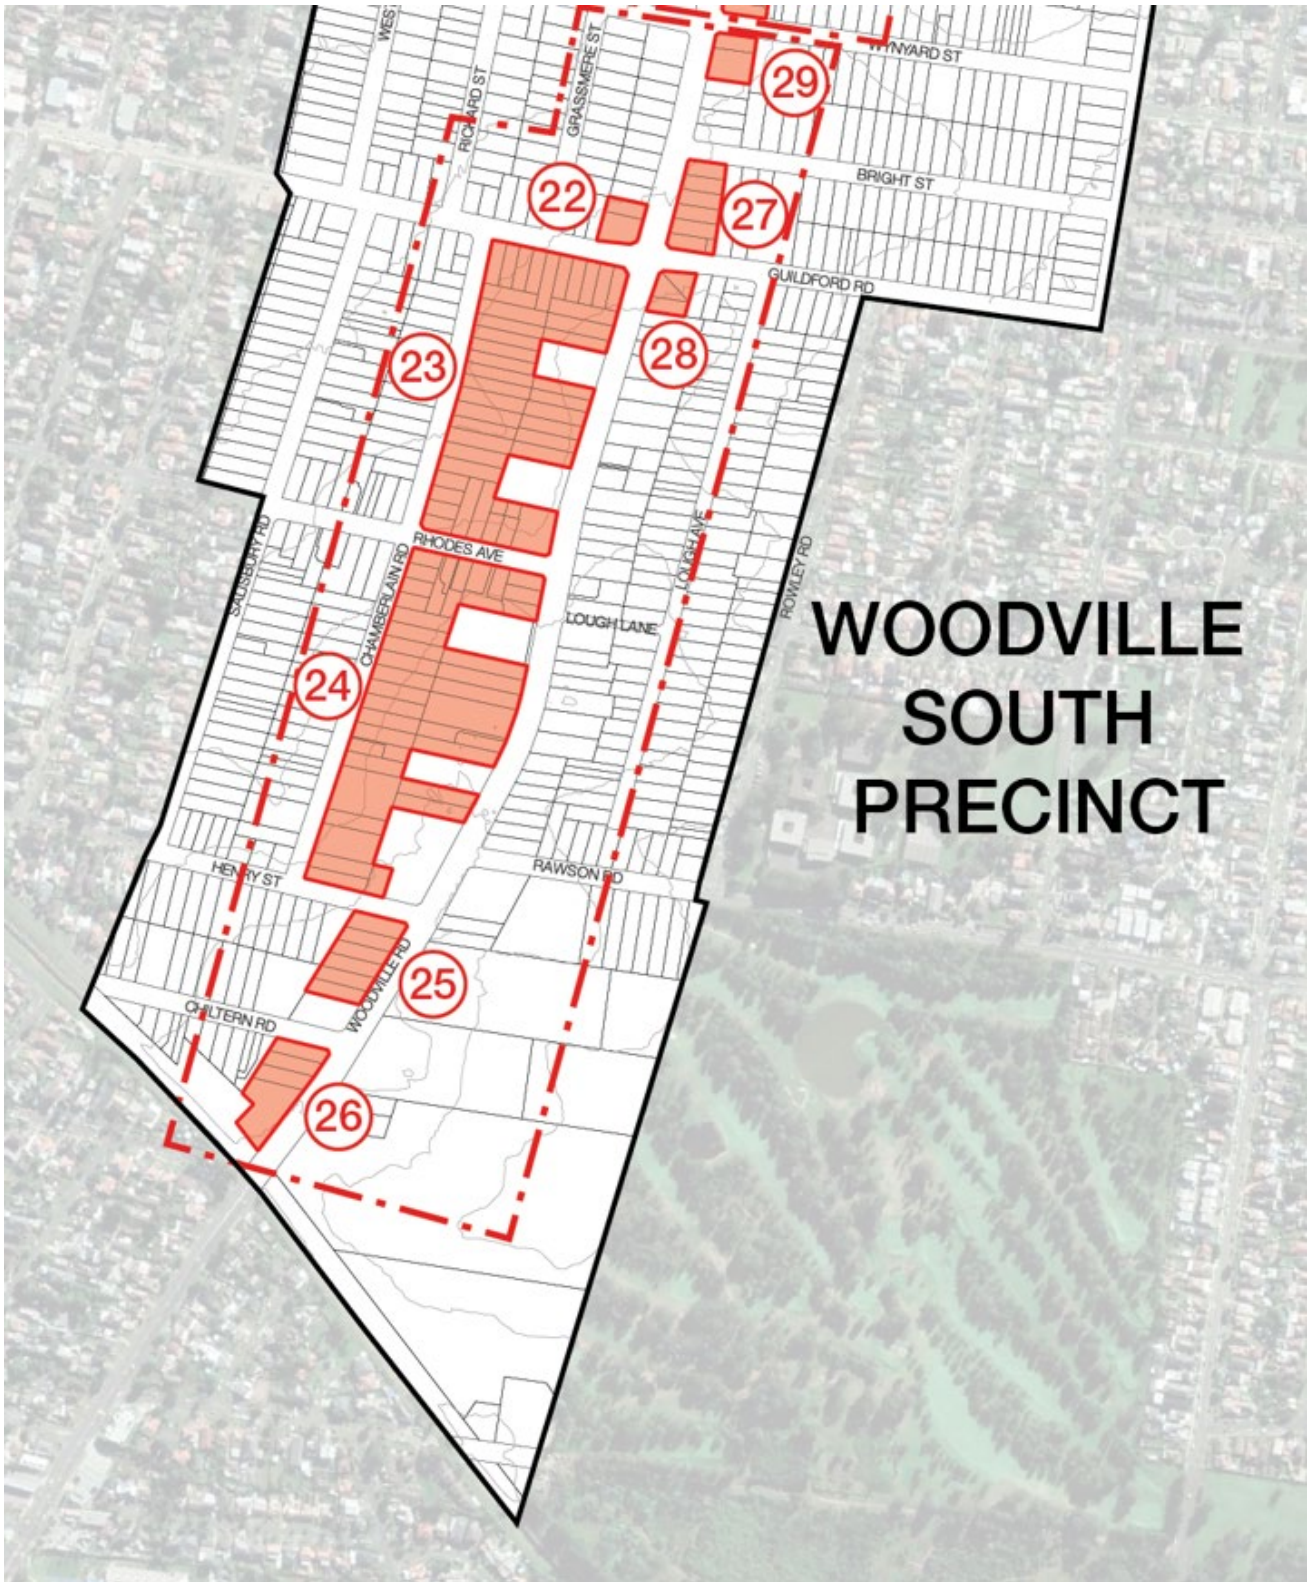 WEST
GRASSMERE ST
WYNYARD ST
29
RICHARD ST
BRIGHT ST
22
27
GUILDFORD RD
28
23
RHODES AVE
SALISBURY RD
CHAMBERLAIN RD
LOUGH AVE
ROWLEY RD
LOUGH LANE
WOODVILLE
SOUTH
PRECINCT
24
HENRY ST
RAWSON RD
WOODVILLE RD
25
CHILTERN RD
26